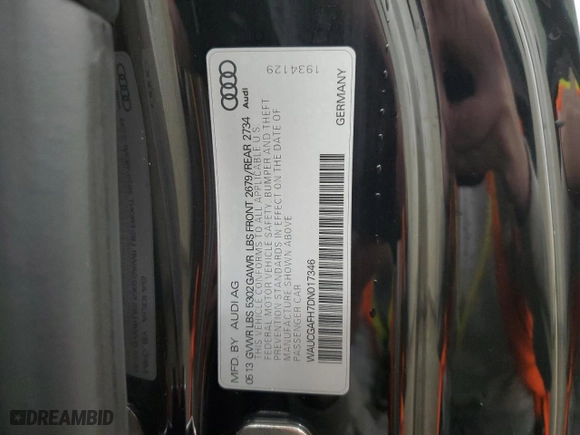 MFD. BY AUDI AG
05 13 GVWR LBS 5302 GAWR LBS FRONT 2679/REAR 2734
THIS VEHICLE CONFORMS TO ALL APPLICABLE U.S.
FEDERAL MOTOR VEHICLE SAFETY, BUMPER AND THEFT
PREVENTION STANDARDS IN EFFECT ON THE DATE OF
MANUFACTURE SHOWN ABOVE.
PASSENGER CAR
WAUCGAFH7DN017346
GERMANY
Audi
1934129
DREAMBID